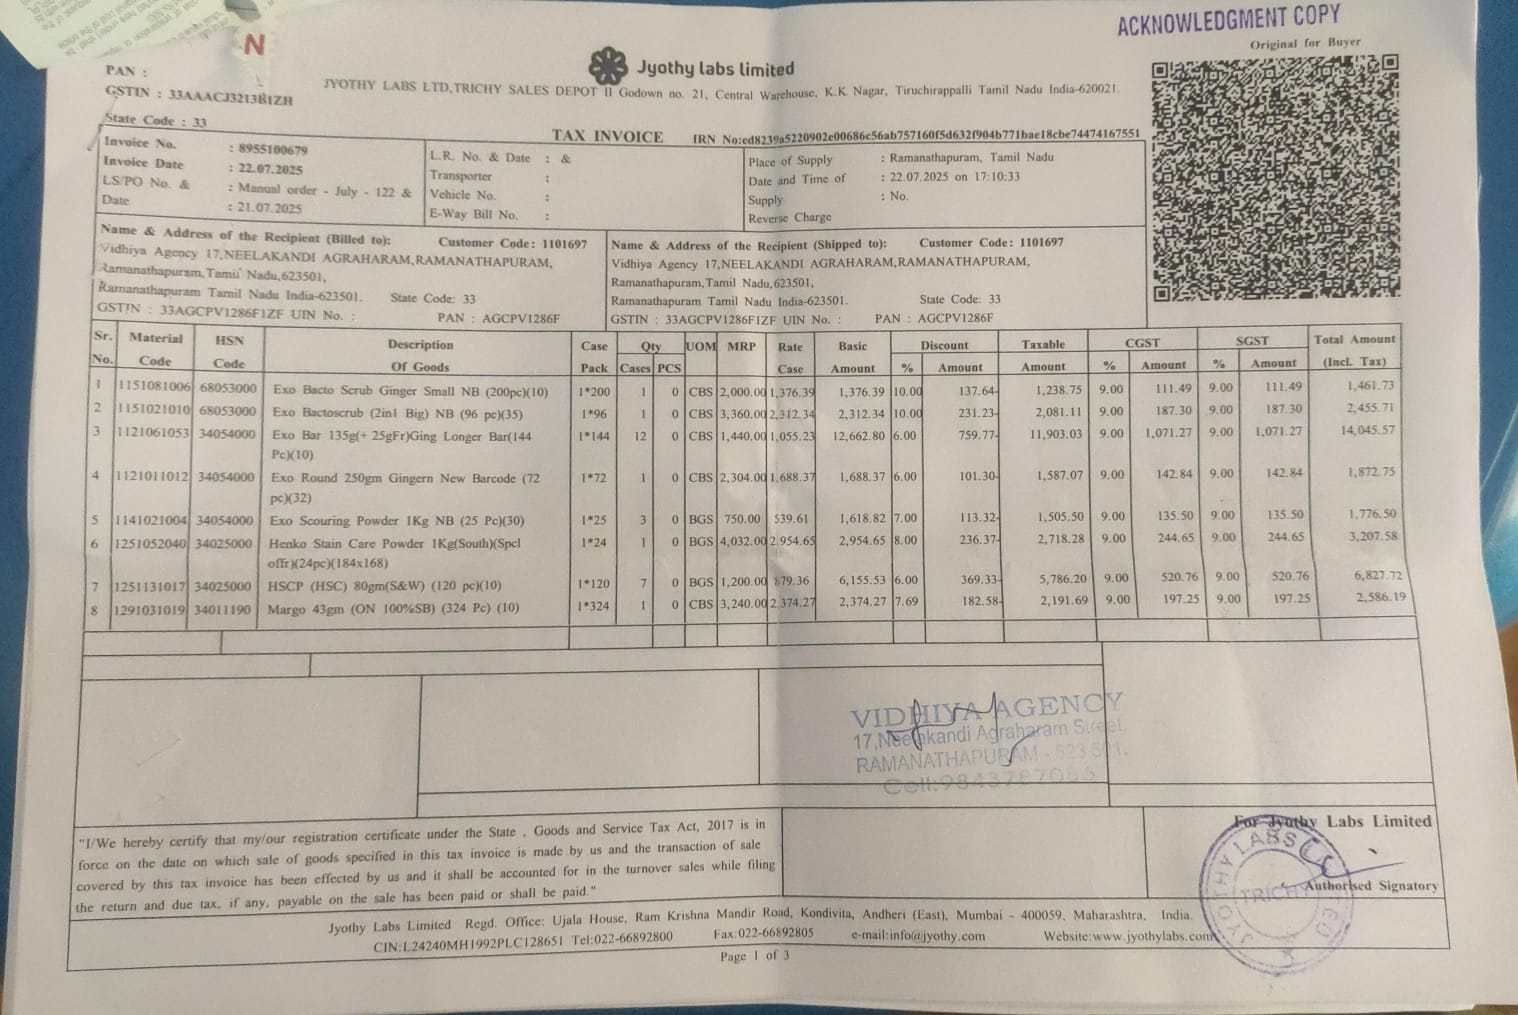 ACKNOWLEDGMENT COPY
Original for Buyer
N
Jyothy labs limited
PAN :
GSTIN : 33AAACJ3213B1ZH
JYOTHY LABS LTD,TRICHY SALES DEPOT II Godown no. 21, Central Warehouse, K.K Nagar, Tiruchirappalli Tamil Nadu India-620021.
State Code : 33
TAX INVOICE IRN No:ed8239a5220902e00686c56ab757160f5d632f904b771bae18cbe74474167551
Invoice No. : 8955100679
Invoice Date : 22.07.2025
LS/PO No. & : Manual order - July - 122 &
Date : 21.07.2025
L.R. No. & Date : &
Transporter :
Vehicle No. :
E-Way Bill No. :
Place of Supply : Ramanathapuram, Tamil Nadu
Date and Time of : 22.07.2025 on 17:10:33
Supply : No.
Reverse Charge
Name & Address of the Recipient (Billed to): Customer Code: 1101697
Vidhiya Agency 17,NEELAKANDI AGRAHARAM,RAMANATHAPURAM,
Ramanathapuram,Tamil Nadu,623501,
Ramanathapuram Tamil Nadu India-623501. State Code: 33
GSTIN : 33AGCPV1286F1ZF UIN No. : PAN : AGCPV1286F
Name & Address of the Recipient (Shipped to): Customer Code: 1101697
Vidhiya Agency 17,NEELAKANDI AGRAHARAM,RAMANATHAPURAM,
Ramanathapuram,Tamil Nadu,623501,
Ramanathapuram Tamil Nadu India-623501. State Code: 33
GSTIN : 33AGCPV1286F1ZF UIN No. : PAN : AGCPV1286F
Sr. Material HSN Description Case Qty UOM MRP Rate Basic Discount Taxable CGST SGST Total Amount
No. Code Code Of Goods Pack Cases PCS Case Amount % Amount Amount % Amount % Amount (Incl. Tax)
1 1151081006 68053000 Exo Bacto Scrub Ginger Small NB (200pc)(10) 1*200 1 0 CBS 2,000.00 1,376.39 1,376.39 10.00 137.64- 1,238.75 9.00 111.49 9.00 111.49 1,461.73
2 1151021010 68053000 Exo Bactoscrub (2in1 Big) NB (96 pc)(35) 1*96 1 0 CBS 3,360.00 2,312.34 2,312.34 10.00 231.23- 2,081.11 9.00 187.30 9.00 187.30 2,455.71
3 1121061053 34054000 Exo Bar 135g(+ 25gFr)Ging Longer Bar(144 1*144 12 0 CBS 1,440.00 1,055.23 12,662.80 6.00 759.77- 11,903.03 9.00 1,071.27 9.00 1,071.27 14,045.57
Pc)(10)
4 1121011012 34054000 Exo Round 250gm Gingern New Barcode (72 1*72 1 0 CBS 2,304.00 1,688.37 1,688.37 6.00 101.30- 1,587.07 9.00 142.84 9.00 142.84 1,872.75
pc)(32)
5 1141021004 34054000 Exo Scouring Powder 1Kg NB (25 Pc)(30) 1*25 3 0 BGS 750.00 539.61 1,618.82 7.00 113.32- 1,505.50 9.00 135.50 9.00 135.50 1,776.50
6 1251052040 34025000 Henko Stain Care Powder 1Kg(South)(Spcl 1*24 1 0 BGS 4,032.00 2,954.65 2,954.65 8.00 236.37- 2,718.28 9.00 244.65 9.00 244.65 3,207.58
offr)(24pc)(184x168)
7 1251131017 34025000 HSCP (HSC) 80gm(S&W) (120 pc)(10) 1*120 7 0 BGS 1,200.00 879.36 6,155.53 6.00 369.33- 5,786.20 9.00 520.76 9.00 520.76 6,827.72
8 1291031019 34011190 Margo 43gm (ON 100%SB) (324 Pc) (10) 1*324 1 0 CBS 3,240.00 2,374.27 2,374.27 7.69 182.58- 2,191.69 9.00 197.25 9.00 197.25 2,586.19
VIDHIYA AGENCY
17,Neelakandi Agraharam Street,
RAMANATHAPURAM - 623 501.
Cell:
"I/We hereby certify that my/our registration certificate under the State , Goods and Service Tax Act, 2017 is in
force on the date on which sale of goods specified in this tax invoice is made by us and the transaction of sale
covered by this tax invoice has been effected by us and it shall be accounted for in the turnover sales while filing
the return and due tax, if any, payable on the sale has been paid or shall be paid."
For Jyothy Labs Limited
JYOTHY LABS LIMITED
TRICHY
Authorised Signatory
Jyothy Labs Limited Regd. Office: Ujala House, Ram Krishna Mandir Road, Kondivita, Andheri (East), Mumbai - 400059, Maharashtra, India.
CIN:L24240MH1992PLC128651 Tel:022-66892800 Fax:022-66892805 e-mail:info@jyothy.com Website:www.jyothylabs.com
Page 1 of 3